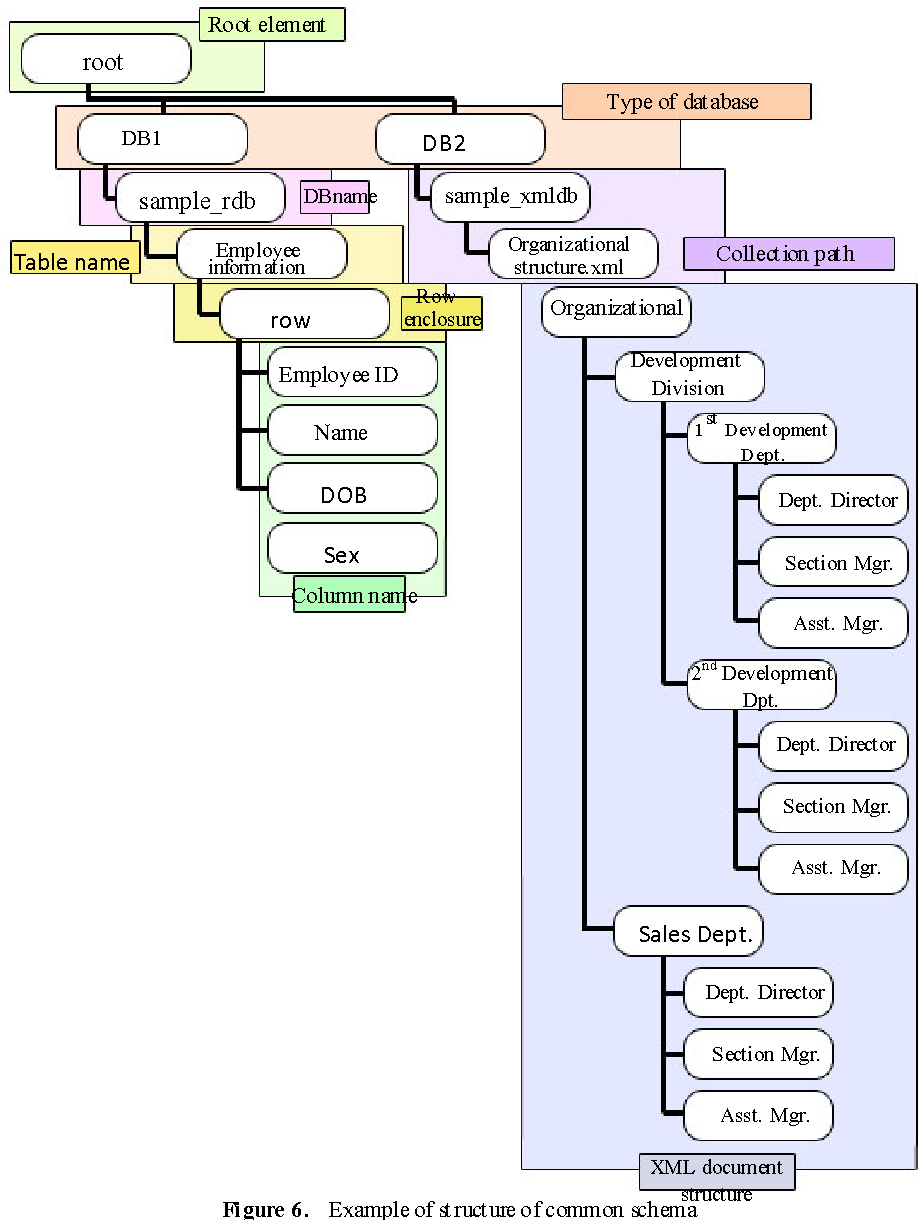 Root element
root
Type of database
DB1
DB2
sample_rdb
DBname
sample_xmldb
Table name
Employee
information
Organizational
structure.xml
Collection path
row
Row
enclosure
Organizational
Employee ID
Development
Division
Name
1st Development
Dept.
DOB
Dept. Director
Sex
Section Mgr.
Column name
Asst. Mgr.
2nd Development
Dpt.
Dept. Director
Section Mgr.
Asst. Mgr.
Sales Dept.
Dept. Director
Section Mgr.
Asst. Mgr.
XML document
structure
Figure 6. Example of structure of common schema